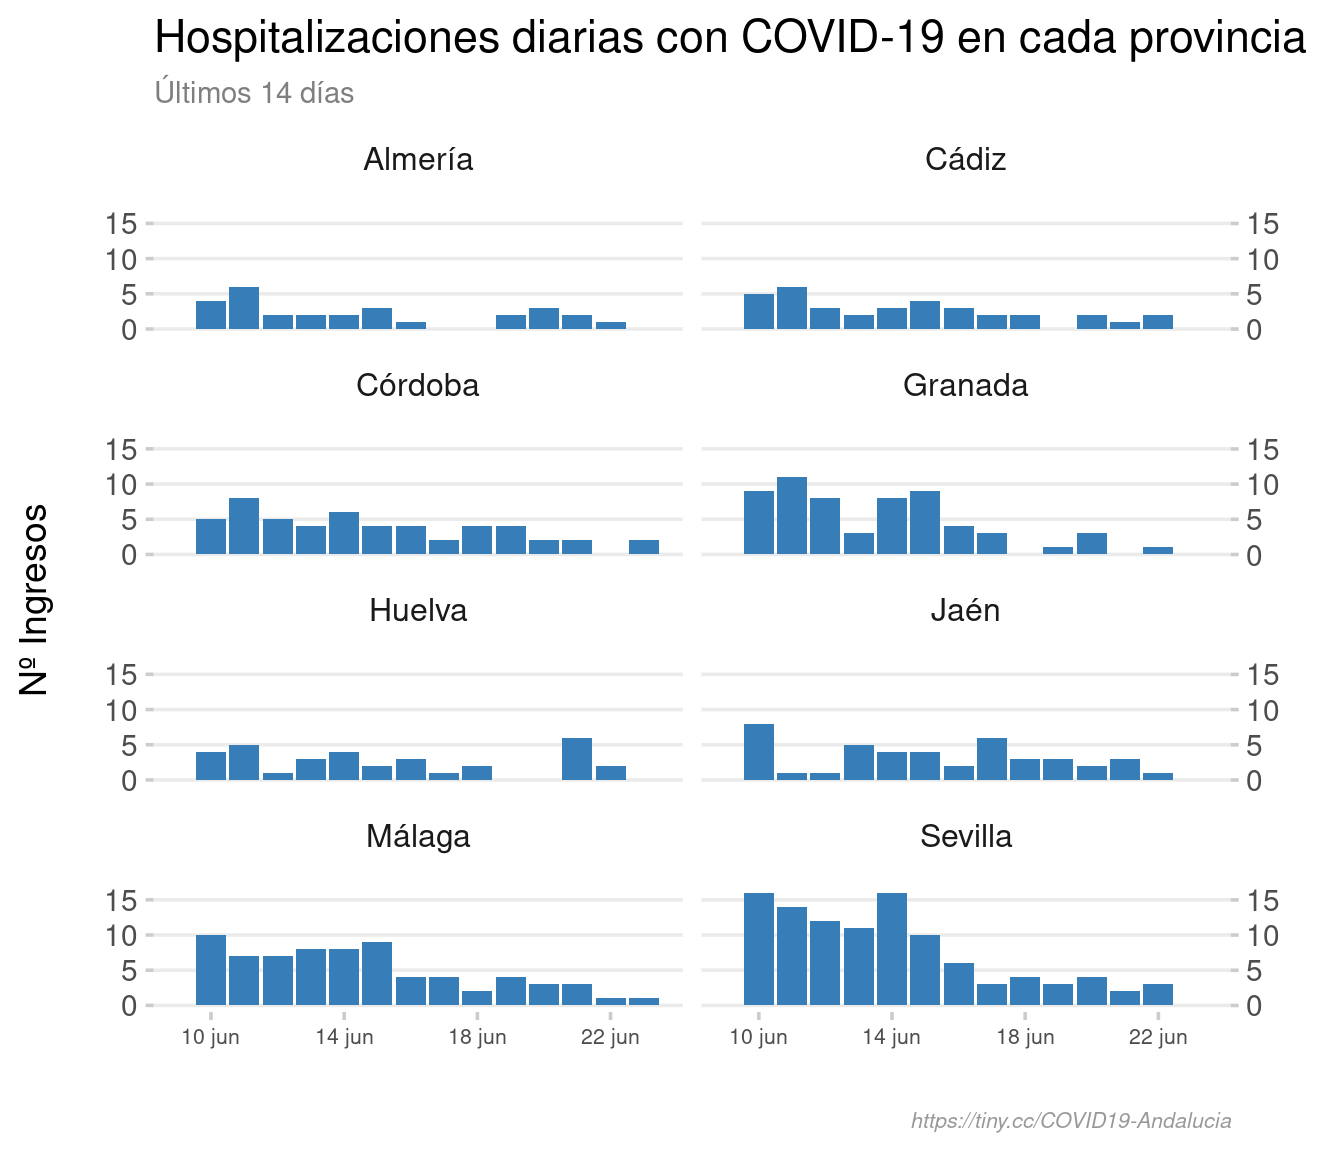 Hospitalizaciones diarias con COVID-19 en cada provincia
Últimos 14 días
Nº Ingresos
Almería
Cádiz
15
10
5
0
15
10
5
0
Córdoba
Granada
15
10
5
0
15
10
5
0
Huelva
Jaén
15
10
5
0
15
10
5
0
Málaga
Sevilla
15
10
5
0
15
10
5
0
10 jun 14 jun 18 jun 22 jun
10 jun 14 jun 18 jun 22 jun
https://tiny.cc/COVID19-Andalucia